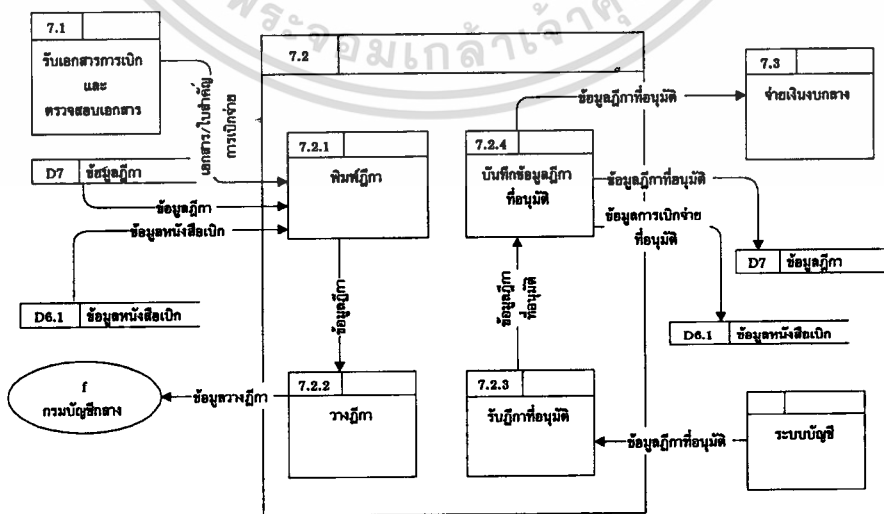 พระจอมเกล้าเจ้าคุ
7.1
รับเอกสารการเบิก
และ
ตรวจสอบเอกสาร
เอกสาร/ใบสำคัญ
การเบิกจ่าย
7.2
7.3
จ่ายเงินงบกลาง
ข้อมูลฎีกาที่อนุมัติ
7.2.1
พิมพ์ฎีกา
7.2.4
บันทึกข้อมูลฎีกา
ที่อนุมัติ
D7 ข้อมูลฎีกา
ข้อมูลฎีกา
ข้อมูลหนังสือเบิก
ข้อมูลฎีกาที่อนุมัติ
ข้อมูลการเบิกจ่าย
ที่อนุมัติ
D7 ข้อมูลฎีกา
D6.1 ข้อมูลหนังสือเบิก
ข้อมูลฎีกา
ข้อมูลฎีกา
ที่อนุมัติ
D6.1 ข้อมูลหนังสือเบิก
f
กรมบัญชีกลาง
ข้อมูลวางฎีกา
7.2.2
วางฎีกา
7.2.3
รับฎีกาที่อนุมัติ
ข้อมูลฎีกาที่อนุมัติ
ระบบบัญชี